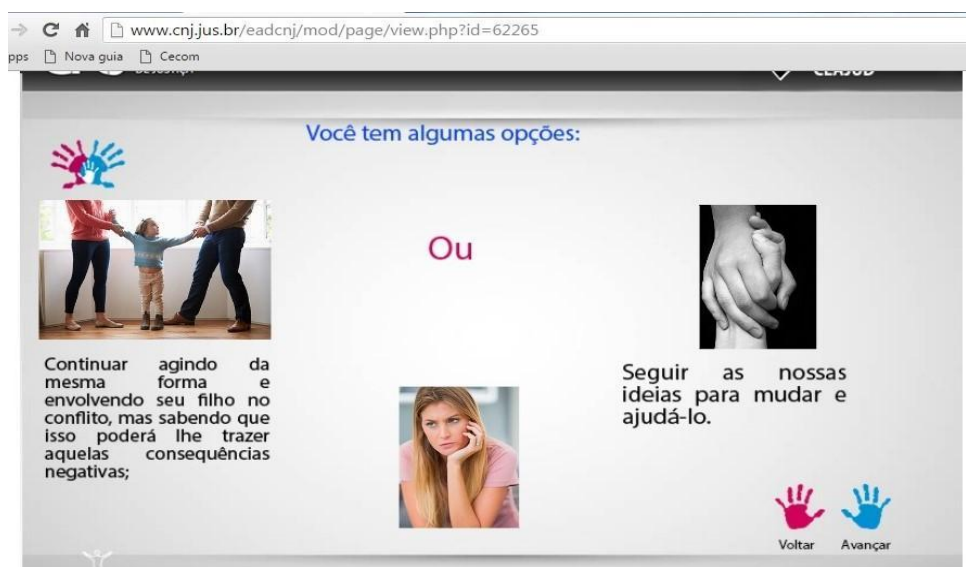 www.cnj.jus.br/eadcnj/mod/page/view.php?id=62265
pps Nova guia Cecom
Você tem algumas opções:
Ou
Continuar agindo da
mesma forma e
envolvendo seu filho no
conflito, mas sabendo que
isso poderá lhe trazer
aquelas consequências
negativas;
Seguir as nossas
ideias para mudar e
ajudá-lo.
Voltar Avançar